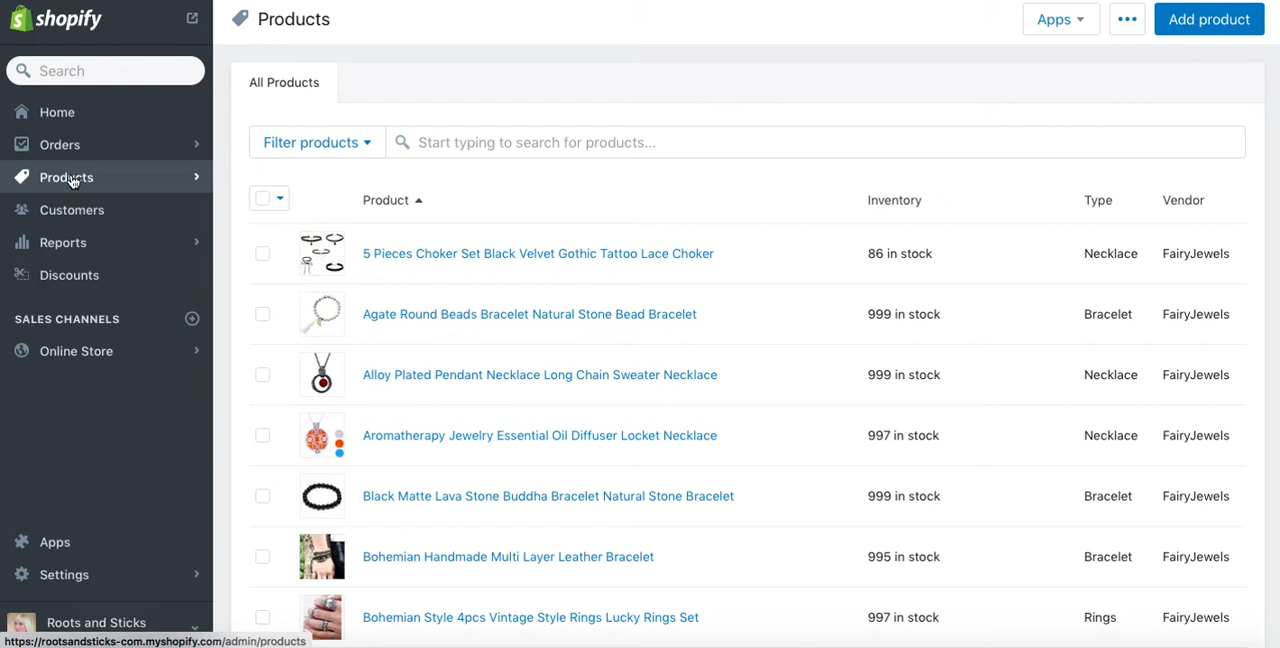 shopify
Products
Apps
Add product
Search
All Products
Home
Filter products
Start typing to search for products...
Orders
Products
Product
Inventory
Type
Vendor
Customers
Reports
5 Pieces Choker Set Black Velvet Gothic Tattoo Lace Choker
86 in stock
Necklace
FairyJewels
Discounts
SALES CHANNELS
Agate Round Beads Bracelet Natural Stone Bead Bracelet
999 in stock
Bracelet
FairyJewels
Online Store
Alloy Plated Pendant Necklace Long Chain Sweater Necklace
999 in stock
Necklace
FairyJewels
Aromatherapy Jewelry Essential Oil Diffuser Locket Necklace
997 in stock
Necklace
FairyJewels
Black Matte Lava Stone Buddha Bracelet Natural Stone Bracelet
999 in stock
Bracelet
FairyJewels
Apps
Bohemian Handmade Multi Layer Leather Bracelet
995 in stock
Bracelet
FairyJewels
Settings
Bohemian Style 4pcs Vintage Style Rings Lucky Rings Set
997 in stock
Rings
FairyJewels
Roots and Sticks
https://rootsandsticks-com.myshopify.com/admin/products